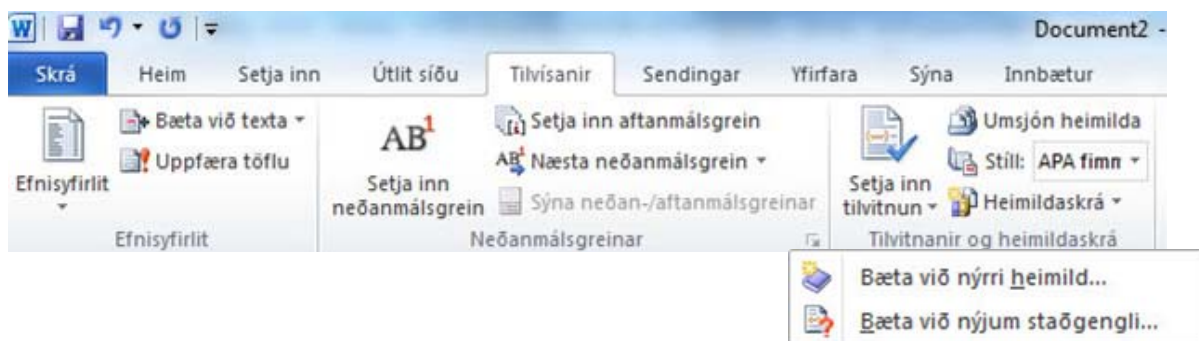 W
Document2 -
Skrá Heim Setja inn Útlit síðu Tilvísanir Sendingar Yfirfara Sýna Innbætur
Efnisyfirlit
Bæta við texta
Uppfæra töflu
Efnisyfirlit
AB1
Setja inn
neðanmálsgrein
Setja inn aftanmálsgrein
Næsta neðanmálsgrein
Sýna neðan-/aftanmálsgreinar
Neðanmálsgreinar
Setja inn
tilvitnun
Umsjón heimilda
Stíll: APA fimm
Heimildaskrá
Tilvitnanir og heimildaskrá
Bæta við nýrri heimild...
Bæta við nýjum staðgengli...